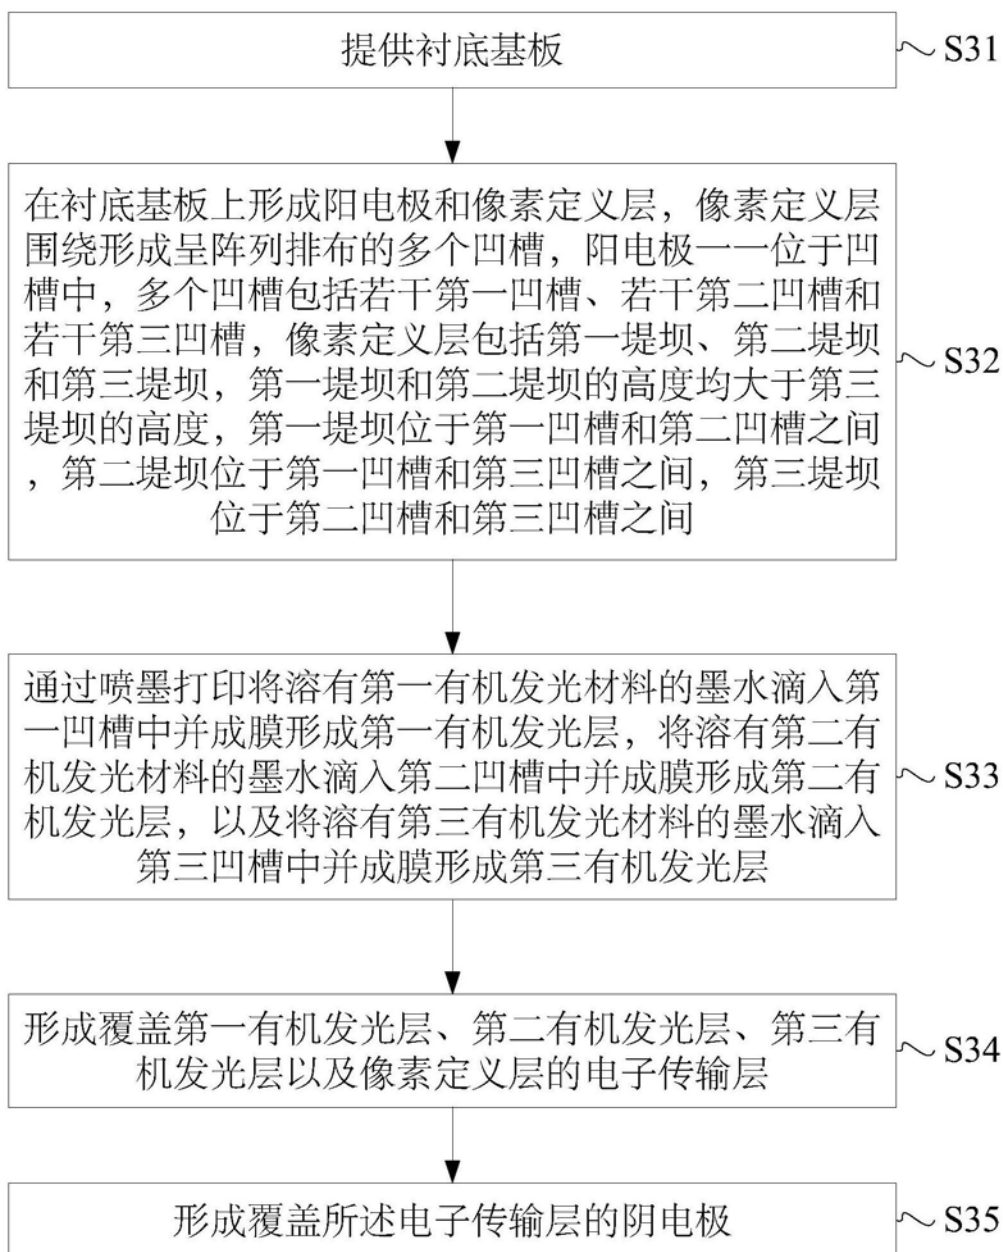 提供衬底基板
S31
在衬底基板上形成阳电极和像素定义层，像素定义层
围绕形成呈阵列排布的多个凹槽，阳电极一一位于凹
槽中，多个凹槽包括若干第一凹槽、若干第二凹槽和
若干第三凹槽，像素定义层包括第一堤坝、第二堤坝
和第三堤坝，第一堤坝和第二堤坝的高度均大于第三
堤坝的高度，第一堤坝位于第一凹槽和第二凹槽之间
，第二堤坝位于第一凹槽和第三凹槽之间，第三堤坝
位于第二凹槽和第三凹槽之间
S32
通过喷墨打印将溶有第一有机发光材料的墨水滴入第
一凹槽中并成膜形成第一有机发光层，将溶有第二有
机发光材料的墨水滴入第二凹槽中并成膜形成第二有
机发光层，以及将溶有第三有机发光材料的墨水滴入
第三凹槽中并成膜形成第三有机发光层
S33
形成覆盖第一有机发光层、第二有机发光层、第三有
机发光层以及像素定义层的电子传输层
S34
形成覆盖所述电子传输层的阴电极
S35